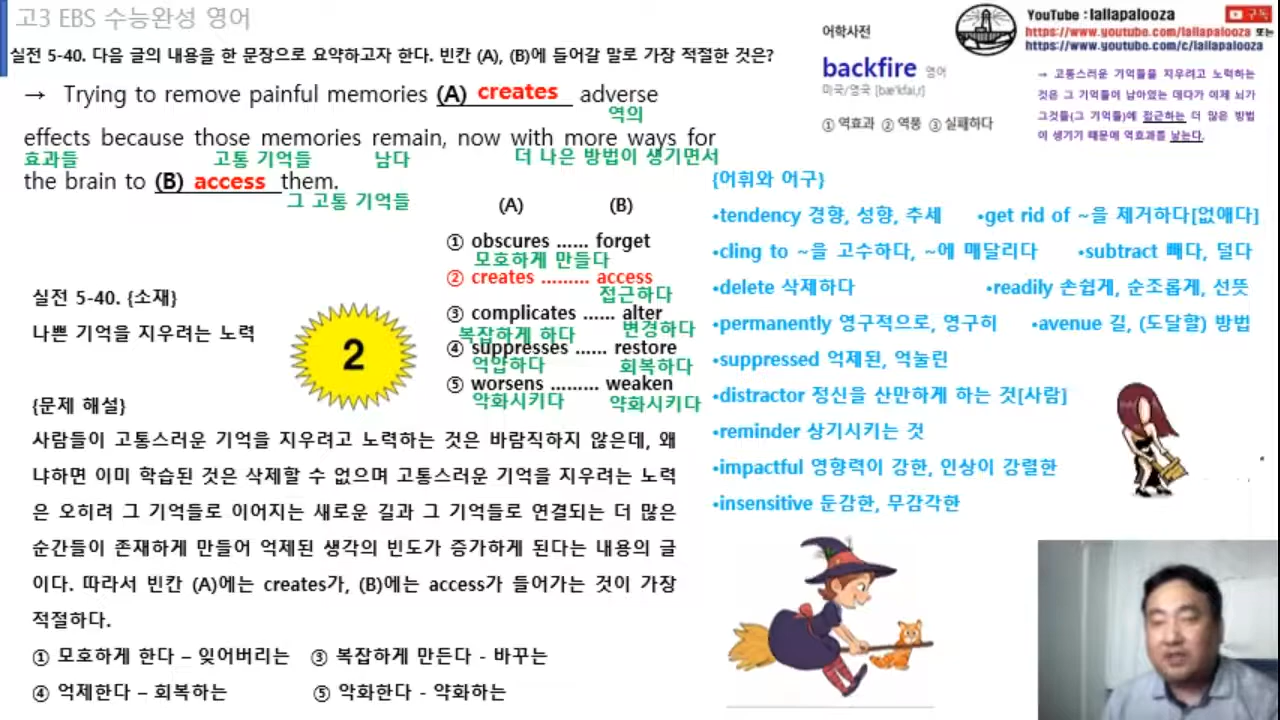 고3 EBS 수능완성 영어
실전 5-40. 다음 글의 내용을 한 문장으로 요약하고자 한다. 빈칸 (A), (B)에 들어갈 말로 가장 적절한 것은?
→ Trying to remove painful memories (A) creates adverse
역의
effects because those memories remain, now with more ways for
효과들 고통 기억들 남다 더 나은 방법이 생기면서
the brain to (B) access them.
그 고통 기억들
(A) (B)
① obscures ...... forget
모호하게 만들다
② creates ......... access
접근하다
③ complicates ...... alter
복잡하게 하다 변경하다
④ suppresses ...... restore
억압하다 회복하다
⑤ worsens ......... weaken
악화시키다 약화시키다
실전 5-40. {소재}
나쁜 기억을 지우려는 노력
2
{문제 해설}
사람들이 고통스러운 기억을 지우려고 노력하는 것은 바람직하지 않은데, 왜
냐하면 이미 학습된 것은 삭제할 수 없으며 고통스러운 기억을 지우려는 노력
은 오히려 그 기억들로 이어지는 새로운 길과 그 기억들로 연결되는 더 많은
순간들이 존재하게 만들어 억제된 생각의 빈도가 증가하게 된다는 내용의 글
이다. 따라서 빈칸 (A)에는 creates가, (B)에는 access가 들어가는 것이 가장
적절하다.
① 모호하게 한다 – 잊어버리는 ③ 복잡하게 만든다 - 바꾸는
④ 억제한다 – 회복하는 ⑤ 악화한다 - 약화하는
어학사전
backfire 영어
미국/영국 [bæˈkfaiˌr]
① 역효과 ② 역풍 ③ 실패하다
YouTube : lallapalooza
구독
https://www.youtube.com/lallapalooza 또는
https://www.youtube.com/c/lallapalooza
→ 고통스러운 기억들을 지우려고 노력하는
것은 그 기억들이 남아있는 데다가 이제 뇌가
그것들(그 기억들)에 접근하는 더 많은 방법
이 생기기 때문에 역효과를 낳는다.
{어휘와 어구}
•tendency 경향, 성향, 추세 •get rid of ~을 제거하다[없애다]
•cling to ~을 고수하다, ~에 매달리다 •subtract 빼다, 덜다
•delete 삭제하다 •readily 손쉽게, 순조롭게, 선뜻
•permanently 영구적으로, 영구히 •avenue 길, (도달할) 방법
•suppressed 억제된, 억눌린
•distractor 정신을 산만하게 하는 것[사람]
•reminder 상기시키는 것
•impactful 영향력이 강한, 인상이 강렬한
•insensitive 둔감한, 무감각한